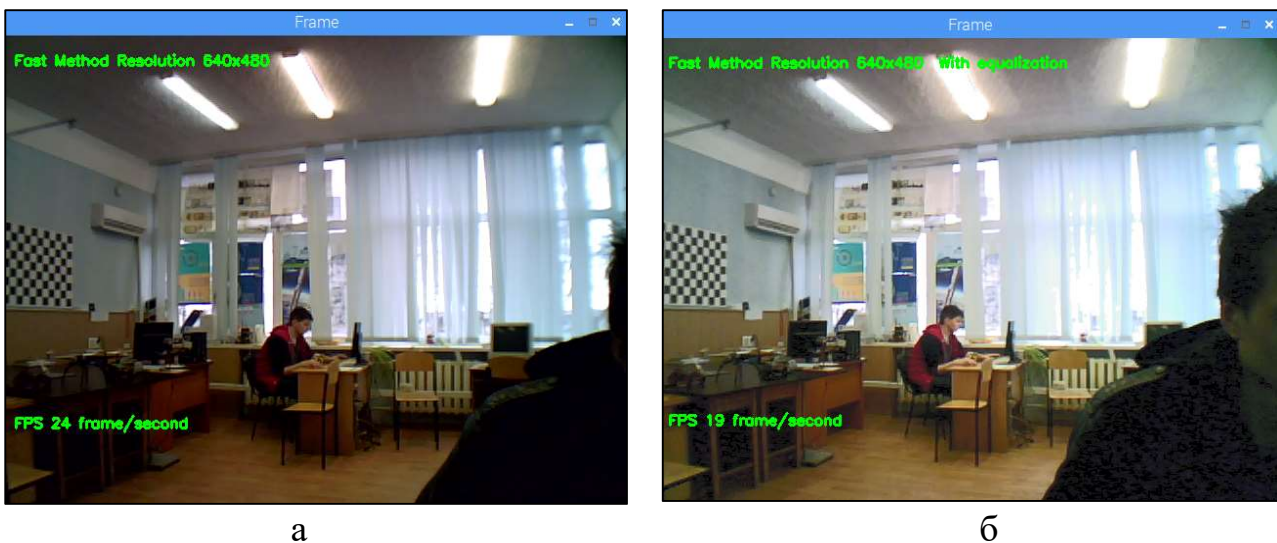 Frame
Fast Method Resolution 640x480
FPS 24 frame/second
а
Frame
Fast Method Resolution 640x480 With equalization
FPS 19 frame/second
б